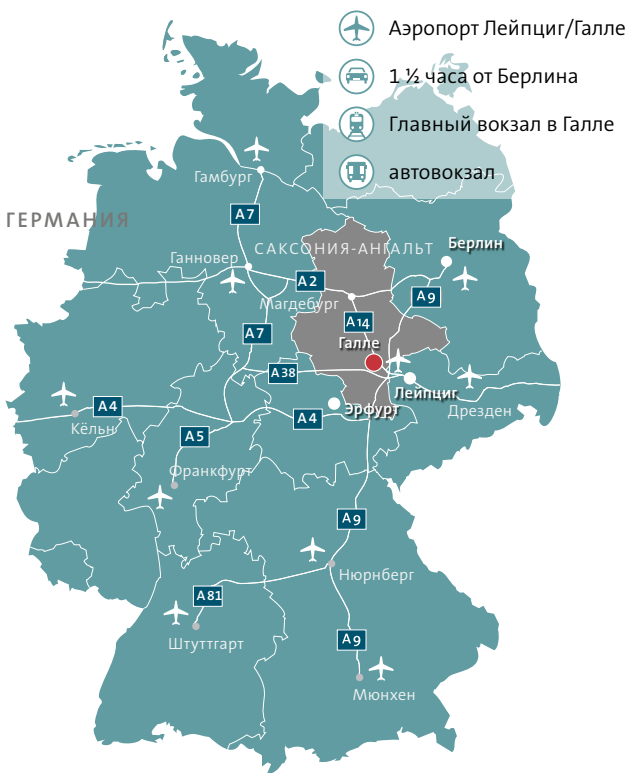 Аэропорт Лейпциг/Галле
1 ½ часа от Берлина
Главный вокзал в Галле
автовокзал
Гамбург
ГЕРМАНИЯ
A7
САКСОНИЯ-АНГАЛЬТ
Берлин
Ганновер
A2
A9
Магдебург
A14
A7
Галле
A38
Лейпциг
A4
Эрфурт
Дрезден
A4
Кёльн
A5
Франкфурт
A9
Нюрнберг
A81
Штуттгарт
A9
Мюнхен